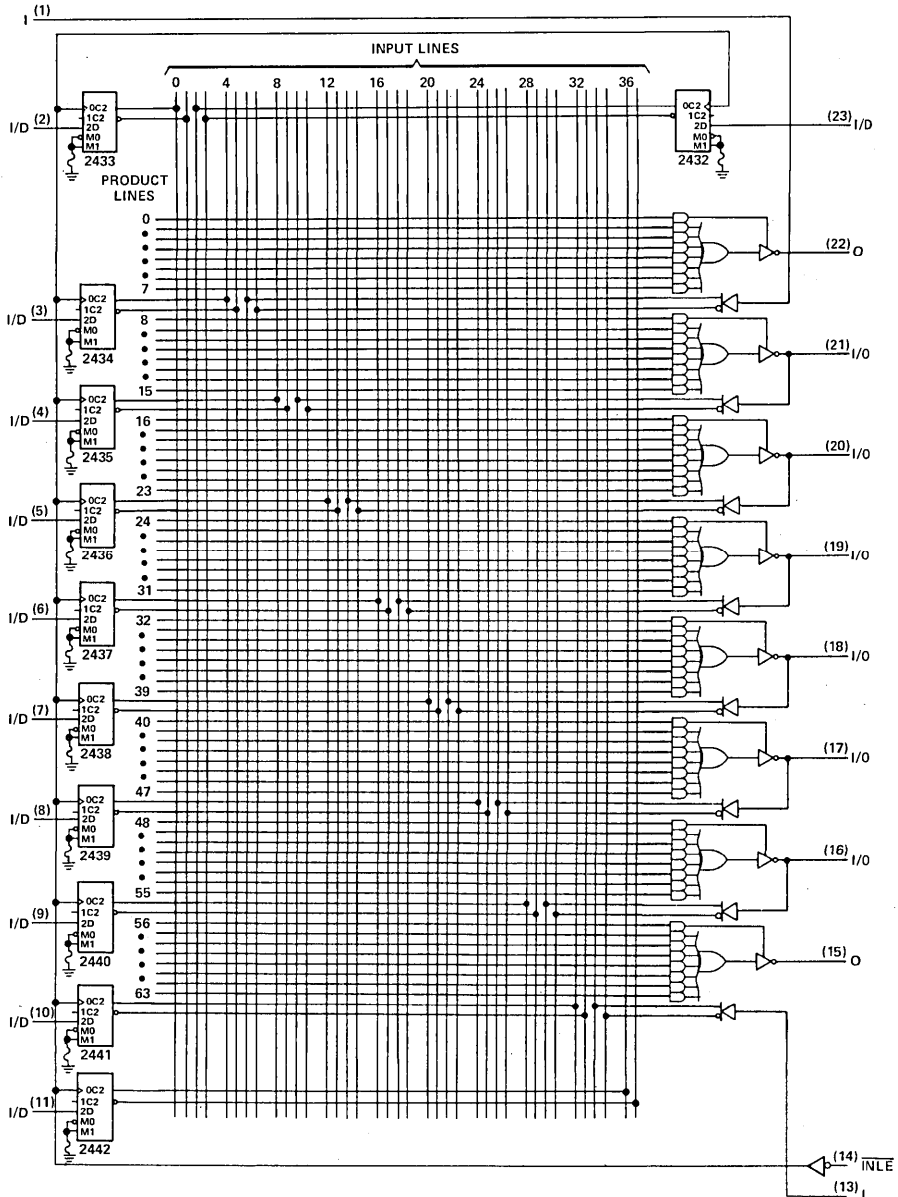 I (1)
INPUT LINES
0 4 8 12 16 20 24 28 32 36
I/D (2)
0C2
1C2
2D
M0
M1
2433
0C2
1C2
2D
M0
M1
2432
(23) I/D
PRODUCT
LINES
0
7
(22) O
I/D (3)
0C2
1C2
2D
M0
M1
2434
8
15
(21) I/O
I/D (4)
0C2
1C2
2D
M0
M1
2435
16
23
(20) I/O
I/D (5)
0C2
1C2
2D
M0
M1
2436
24
31
(19) I/O
I/D (6)
0C2
1C2
2D
M0
M1
2437
32
39
(18) I/O
I/D (7)
0C2
1C2
2D
M0
M1
2438
40
47
(17) I/O
I/D (8)
0C2
1C2
2D
M0
M1
2439
48
55
(16) I/O
I/D (9)
0C2
1C2
2D
M0
M1
2440
56
63
(15) O
I/D (10)
0C2
1C2
2D
M0
M1
2441
I/D (11)
0C2
1C2
2D
M0
M1
2442
(14) INLE
(13) I